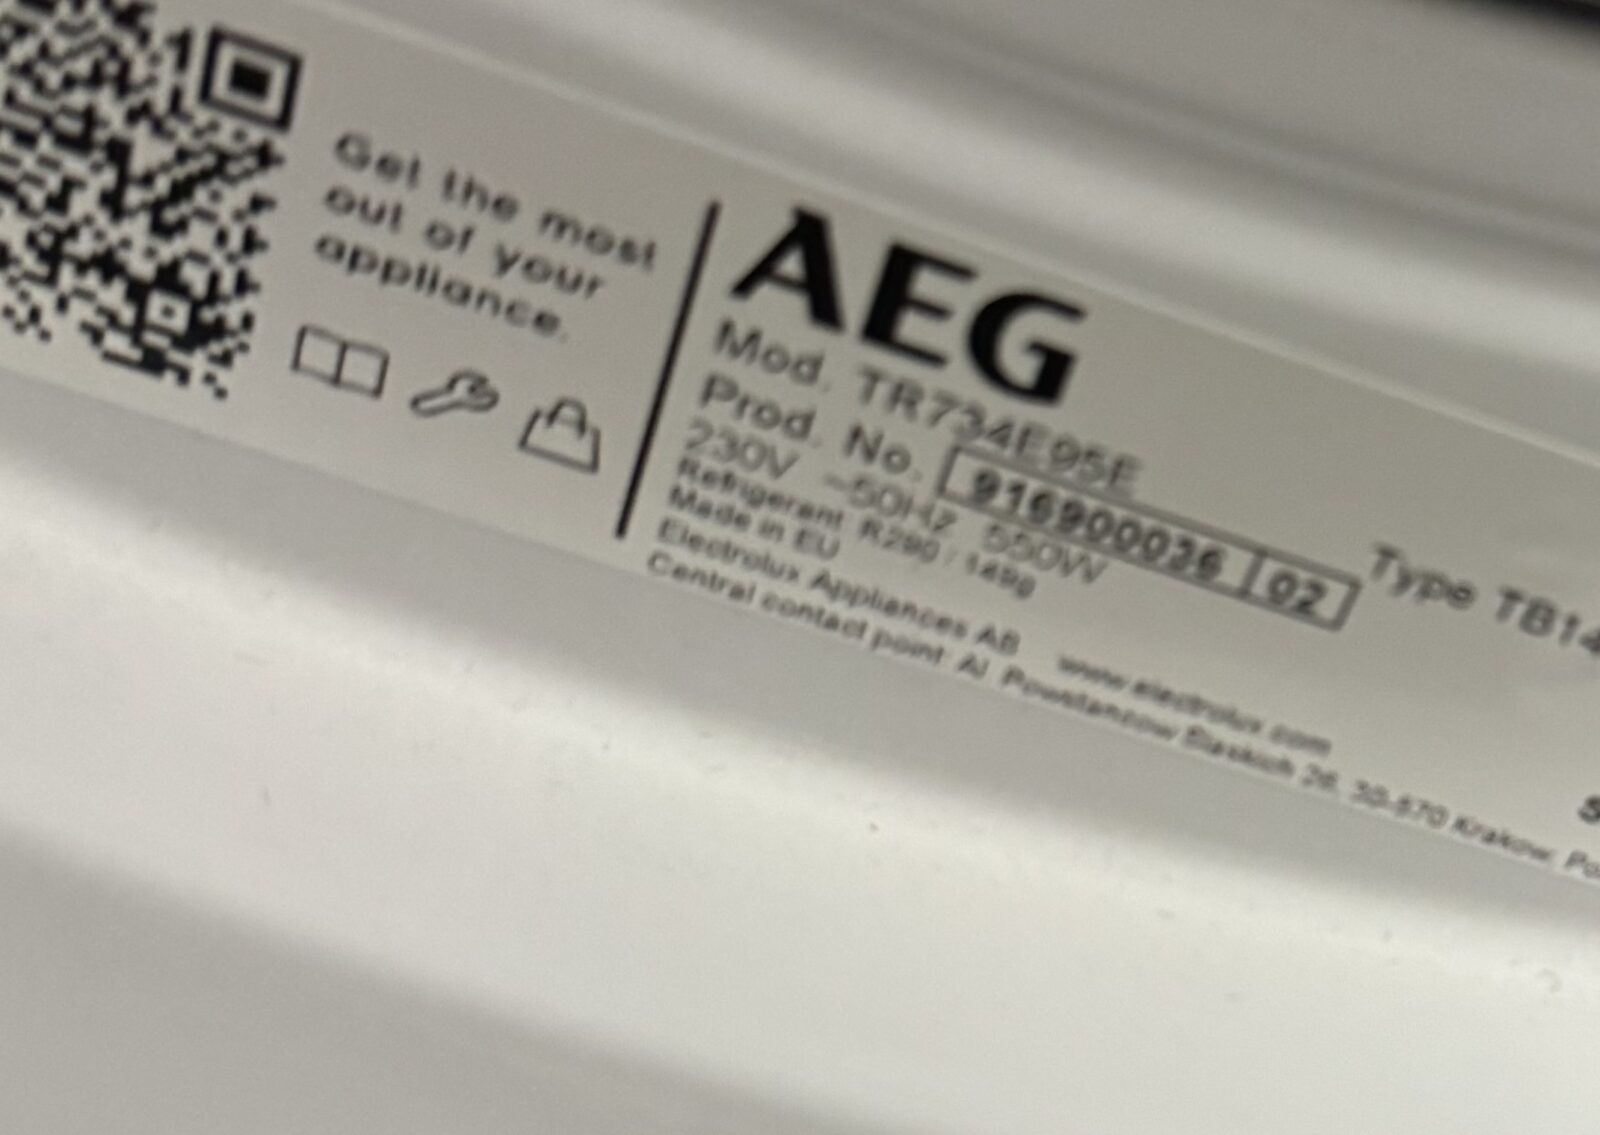 Get the most
out of your
appliance.
AEG
Mod. TR734E95E
Prod. No. 916900036 02
Type TB14
230V ~50Hz 550W
Refrigerant R290 / 149g
Made in EU
Electrolux Appliances AB www.electrolux.com
Central contact point: Al. Powstancow Slaskich 26, 30-570 Krakow,